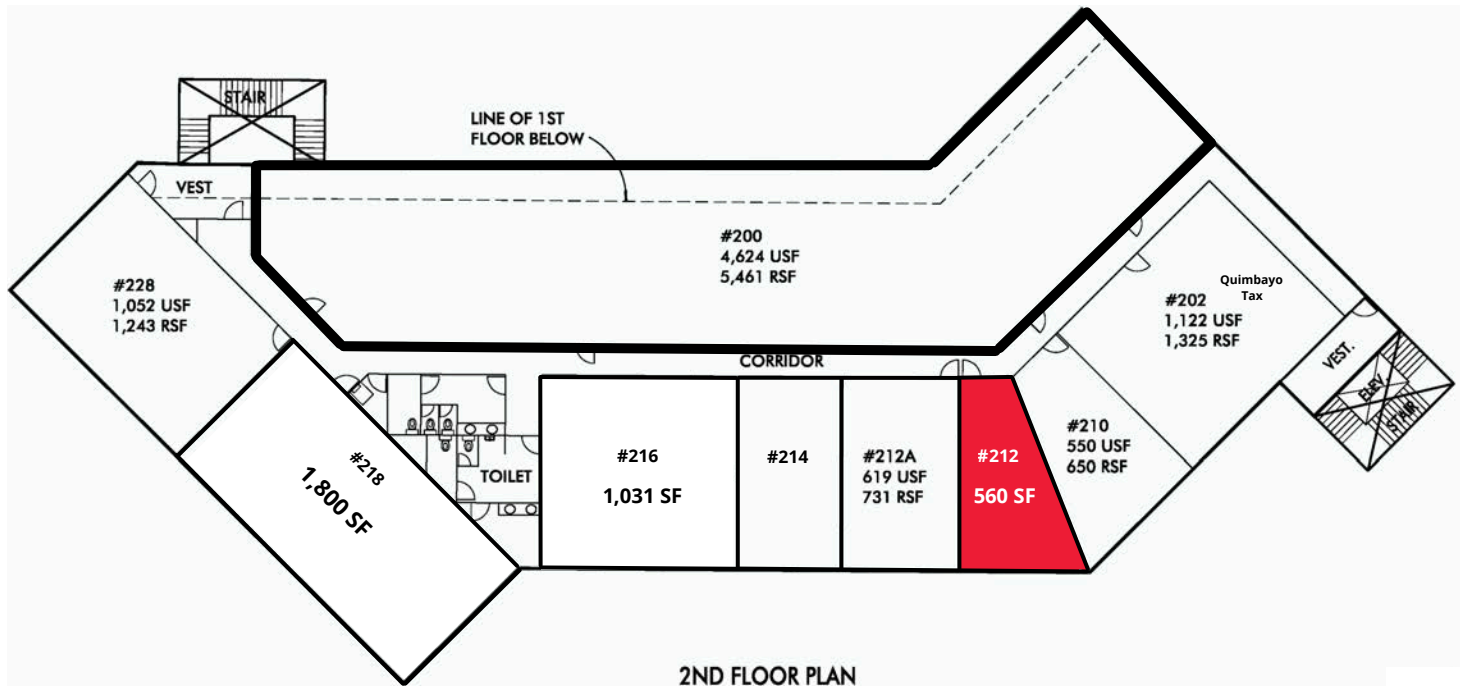 STAIR
LINE OF 1ST
FLOOR BELOW
VEST
#200
4,624 USF
5,461 RSF
#228
1,052 USF
1,243 RSF
Quimbayo
Tax
#202
1,122 USF
1,325 RSF
CORRIDOR
VEST.
ELEV
STAIR
#218
1,800 SF
TOILET
#216
1,031 SF
#214
#212A
619 USF
731 RSF
#212
560 SF
#210
550 USF
650 RSF
2ND FLOOR PLAN